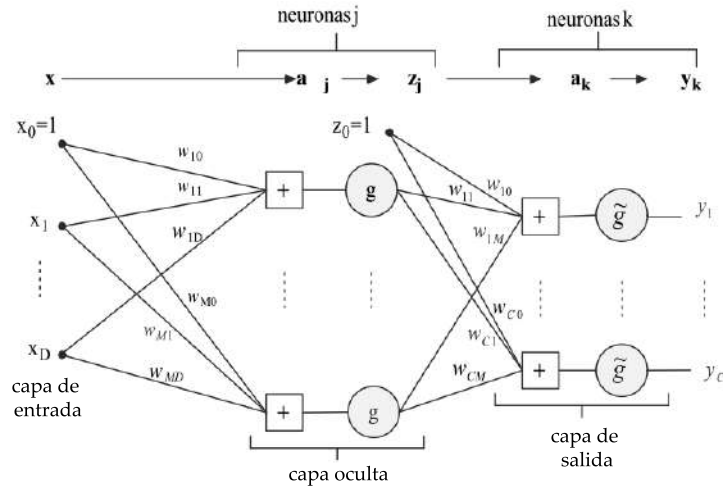 neuronas j
neuronas k
x a j z j a k y k
x0=1
z0=1
w10
w11
w1D
wM0
wM1
wMD
+
g
w10
w11
w1M
wC0
wC1
wCM
+
g̃
y1
x1
xD
+
g
+
g̃
yC
capa de
entrada
capa oculta
capa de
salida